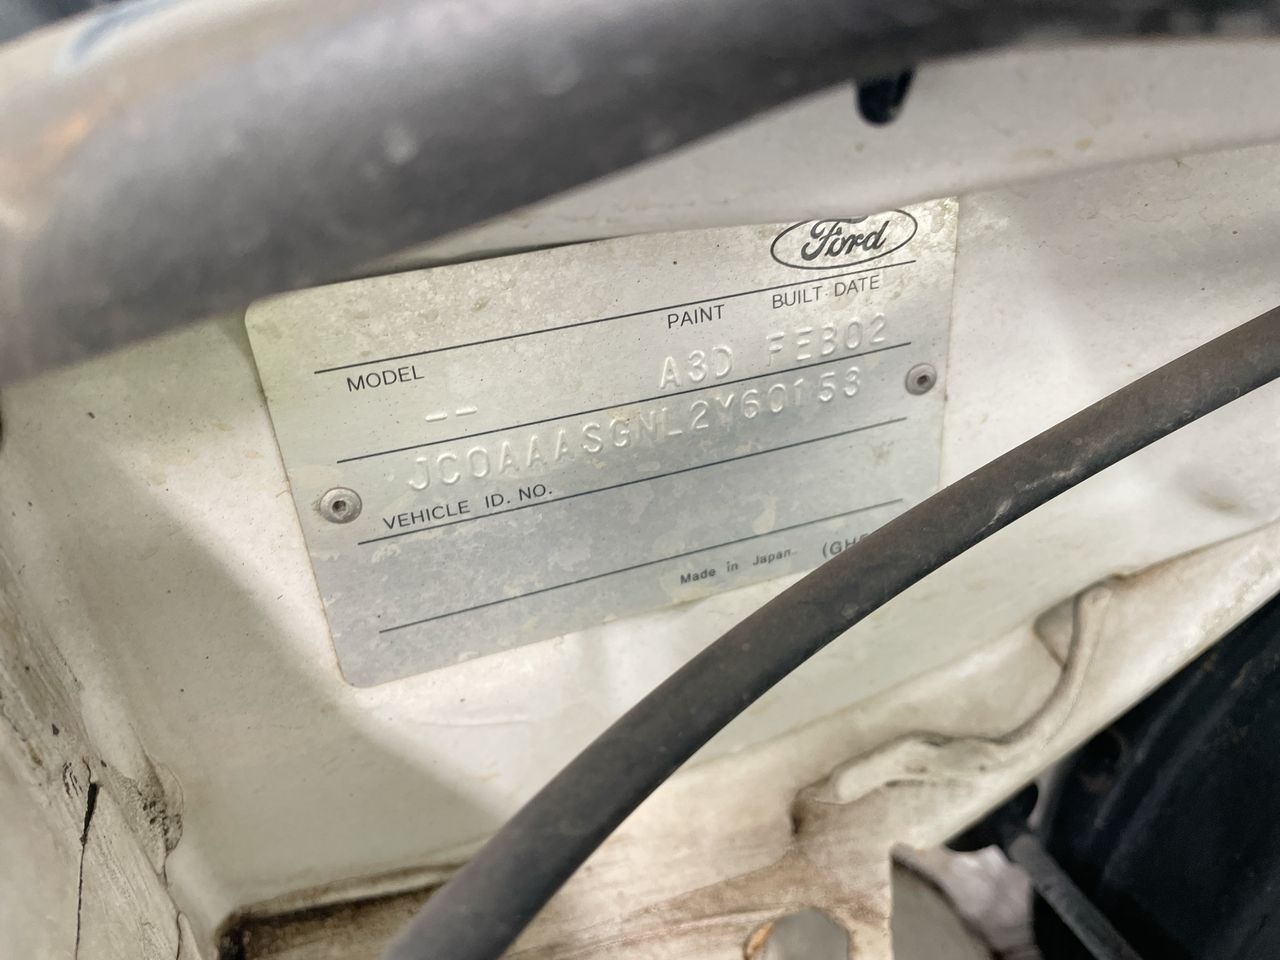 Ford
MODEL PAINT BUILT DATE
-- A3D FEB02
JC0AAASGNL2Y60153
VEHICLE ID. NO.
Made in Japan.